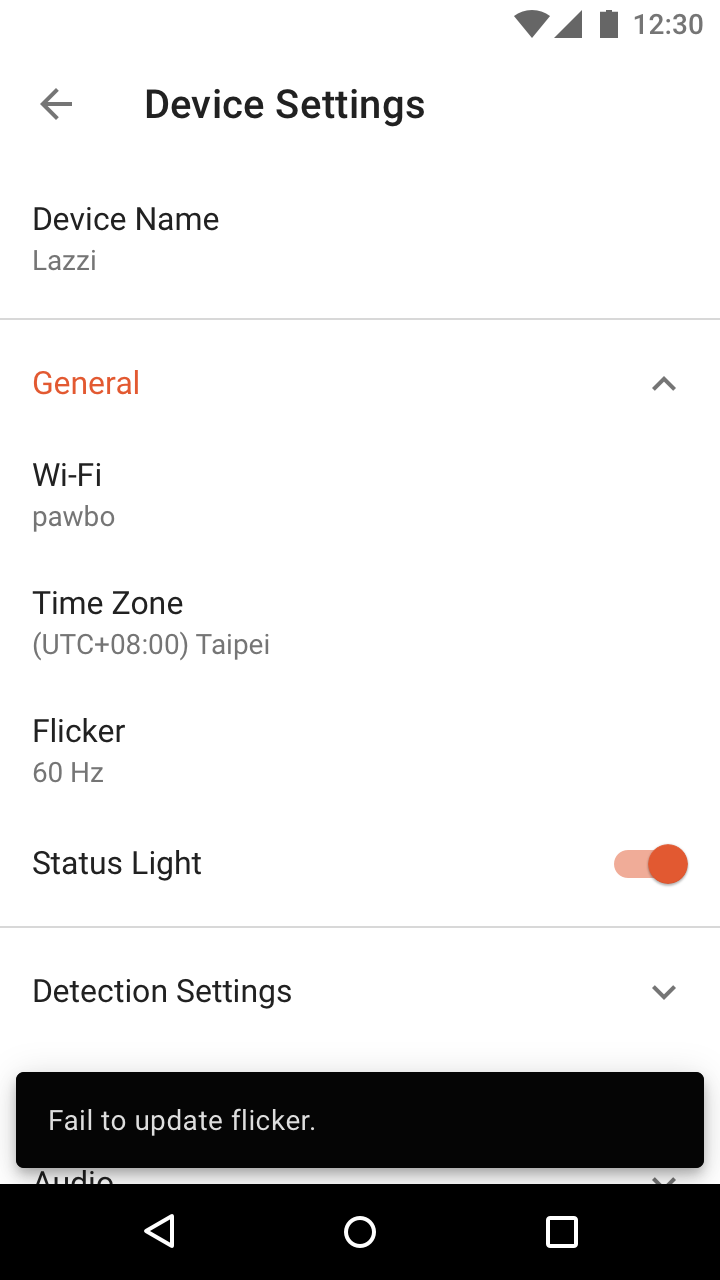 12:30
Device Settings
Device Name
Lazzi
General
Wi-Fi
pawbo
Time Zone
(UTC+08:00) Taipei
Flicker
60 Hz
Status Light
Detection Settings
Fail to update flicker.
Audio